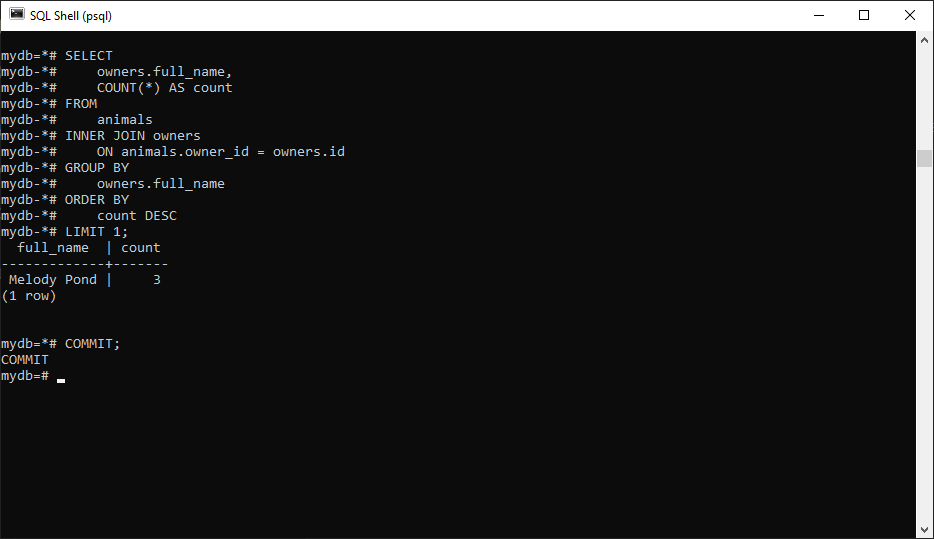 SQL Shell (psql)
mydb=*# SELECT
mydb-*#     owners.full_name,
mydb-*#     COUNT(*) AS count
mydb-*# FROM
mydb-*#     animals
mydb-*# INNER JOIN owners
mydb-*#     ON animals.owner_id = owners.id
mydb-*# GROUP BY
mydb-*#     owners.full_name
mydb-*# ORDER BY
mydb-*#     count DESC
mydb-*# LIMIT 1;
  full_name  | count
-------------+-------
 Melody Pond |     3
(1 row)
mydb=*# COMMIT;
COMMIT
mydb=#